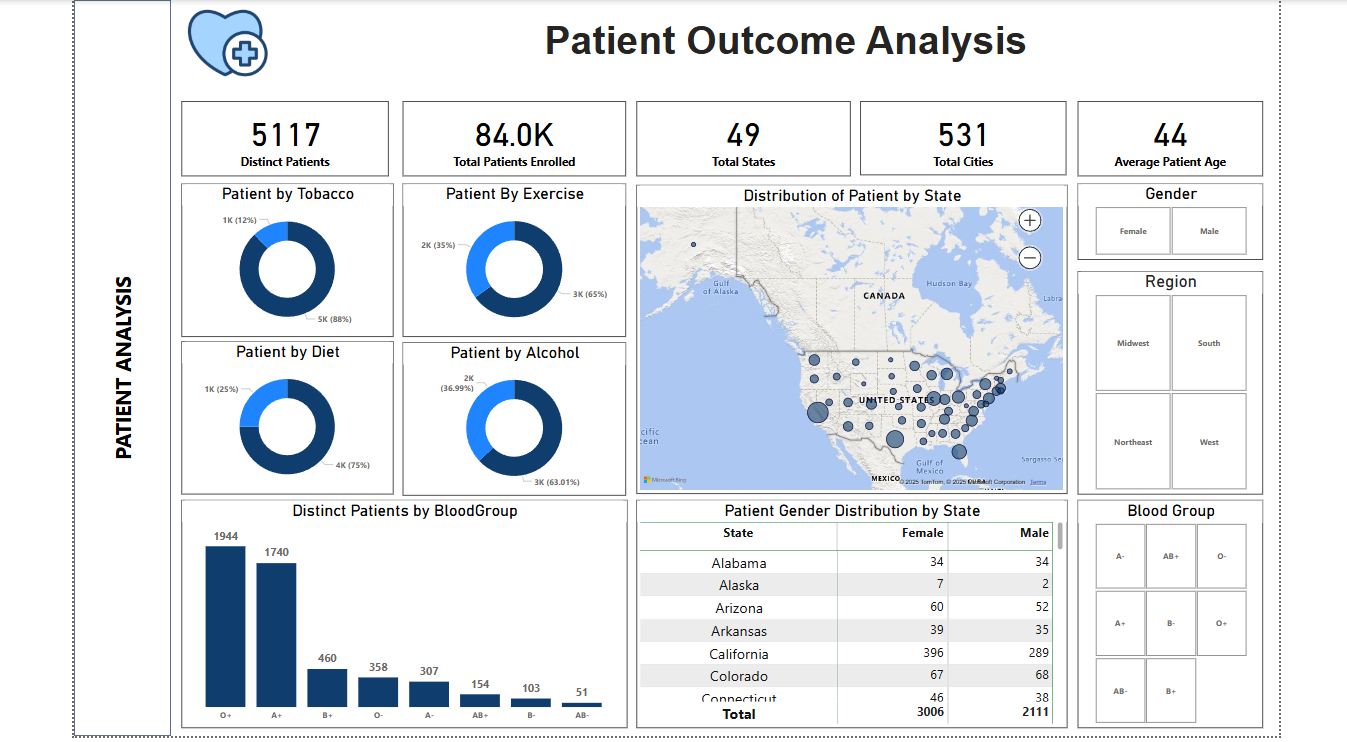 Patient Outcome Analysis
PATIENT ANALYSIS
5117
Distinct Patients
84.0K
Total Patients Enrolled
49
Total States
531
Total Cities
44
Average Patient Age
Patient by Tobacco
1K (12%)
5K (88%)
Patient By Exercise
2K (35%)
3K (65%)
Patient by Diet
1K (25%)
4K (75%)
Patient by Alcohol
2K
(36.99%)
3K (63.01%)
Distribution of Patient by State
Gulf
of Alaska
CANADA
Hudson Bay
Labra
UNITED STATES
cific
ean
Gulf of
Mexico
Sargasso Se
MEXICO
Microsoft Bing
© 2025 TomTom, © 2025 Microsoft Corporation Terms
Gender
Female Male
Region
Midwest South
Northeast West
Distinct Patients by BloodGroup
1944
1740
460
358
307
154
103
51
O+ A+ B+ O- A- AB+ B- AB-
Patient Gender Distribution by State
State Female Male
Alabama 34 34
Alaska 7 2
Arizona 60 52
Arkansas 39 35
California 396 289
Colorado 67 68
Connecticut 46 38
Total 3006 2111
Blood Group
A- AB+ O-
A+ B- O+
AB- B+